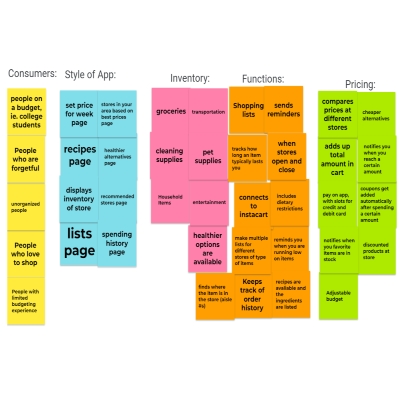 Consumers:
Style of App:
Inventory:
Functions:
Pricing:
people on
a budget,
ie. college
students
People
who are
forgetful
unorganized
people
People
who love
to shop
People with
limited
budgeting
experience
set price
for week
page
stores in your
area based on
best prices
page
recipes
page
healthier
alternatives
page
displays
inventory
of store
recommended
stores page
lists
page
spending
history
page
groceries
transportation
cleaning
supplies
pet
supplies
Household
Items
entertainment
healthier
options
are
available
Shopping
lists
sends
reminders
tracks how
long an item
typically lasts
you
when
stores
open and
close
connects
to
instacart
includes
dietary
restrictions
make multiple
lists for
different
stores of type
of items
reminds you
when you are
running low
on items
finds where
the item is in
the store (aisle
#s)
Keeps
track of
order
history
recipes are
available and
the
ingredients
are listed
compares
prices at
different
stores
cheaper
alternatives
adds up
total
amount in
cart
notifies you
when you
reach a
certain
amount
pay on app,
with slots for
credit and
debit card
coupons get
added
automatically
after spending
a certain
amount
notifies when
you favorite
items are in
stock
discounted
products at
store
Adjustable
budget